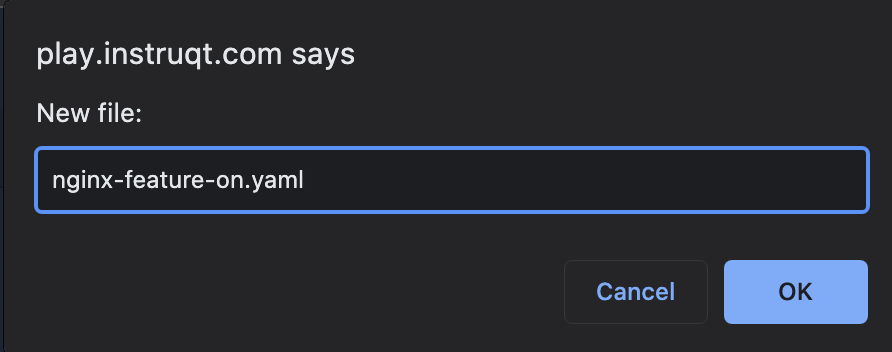 play.instruqt.com says
New file:
nginx-feature-on.yaml
Cancel
OK